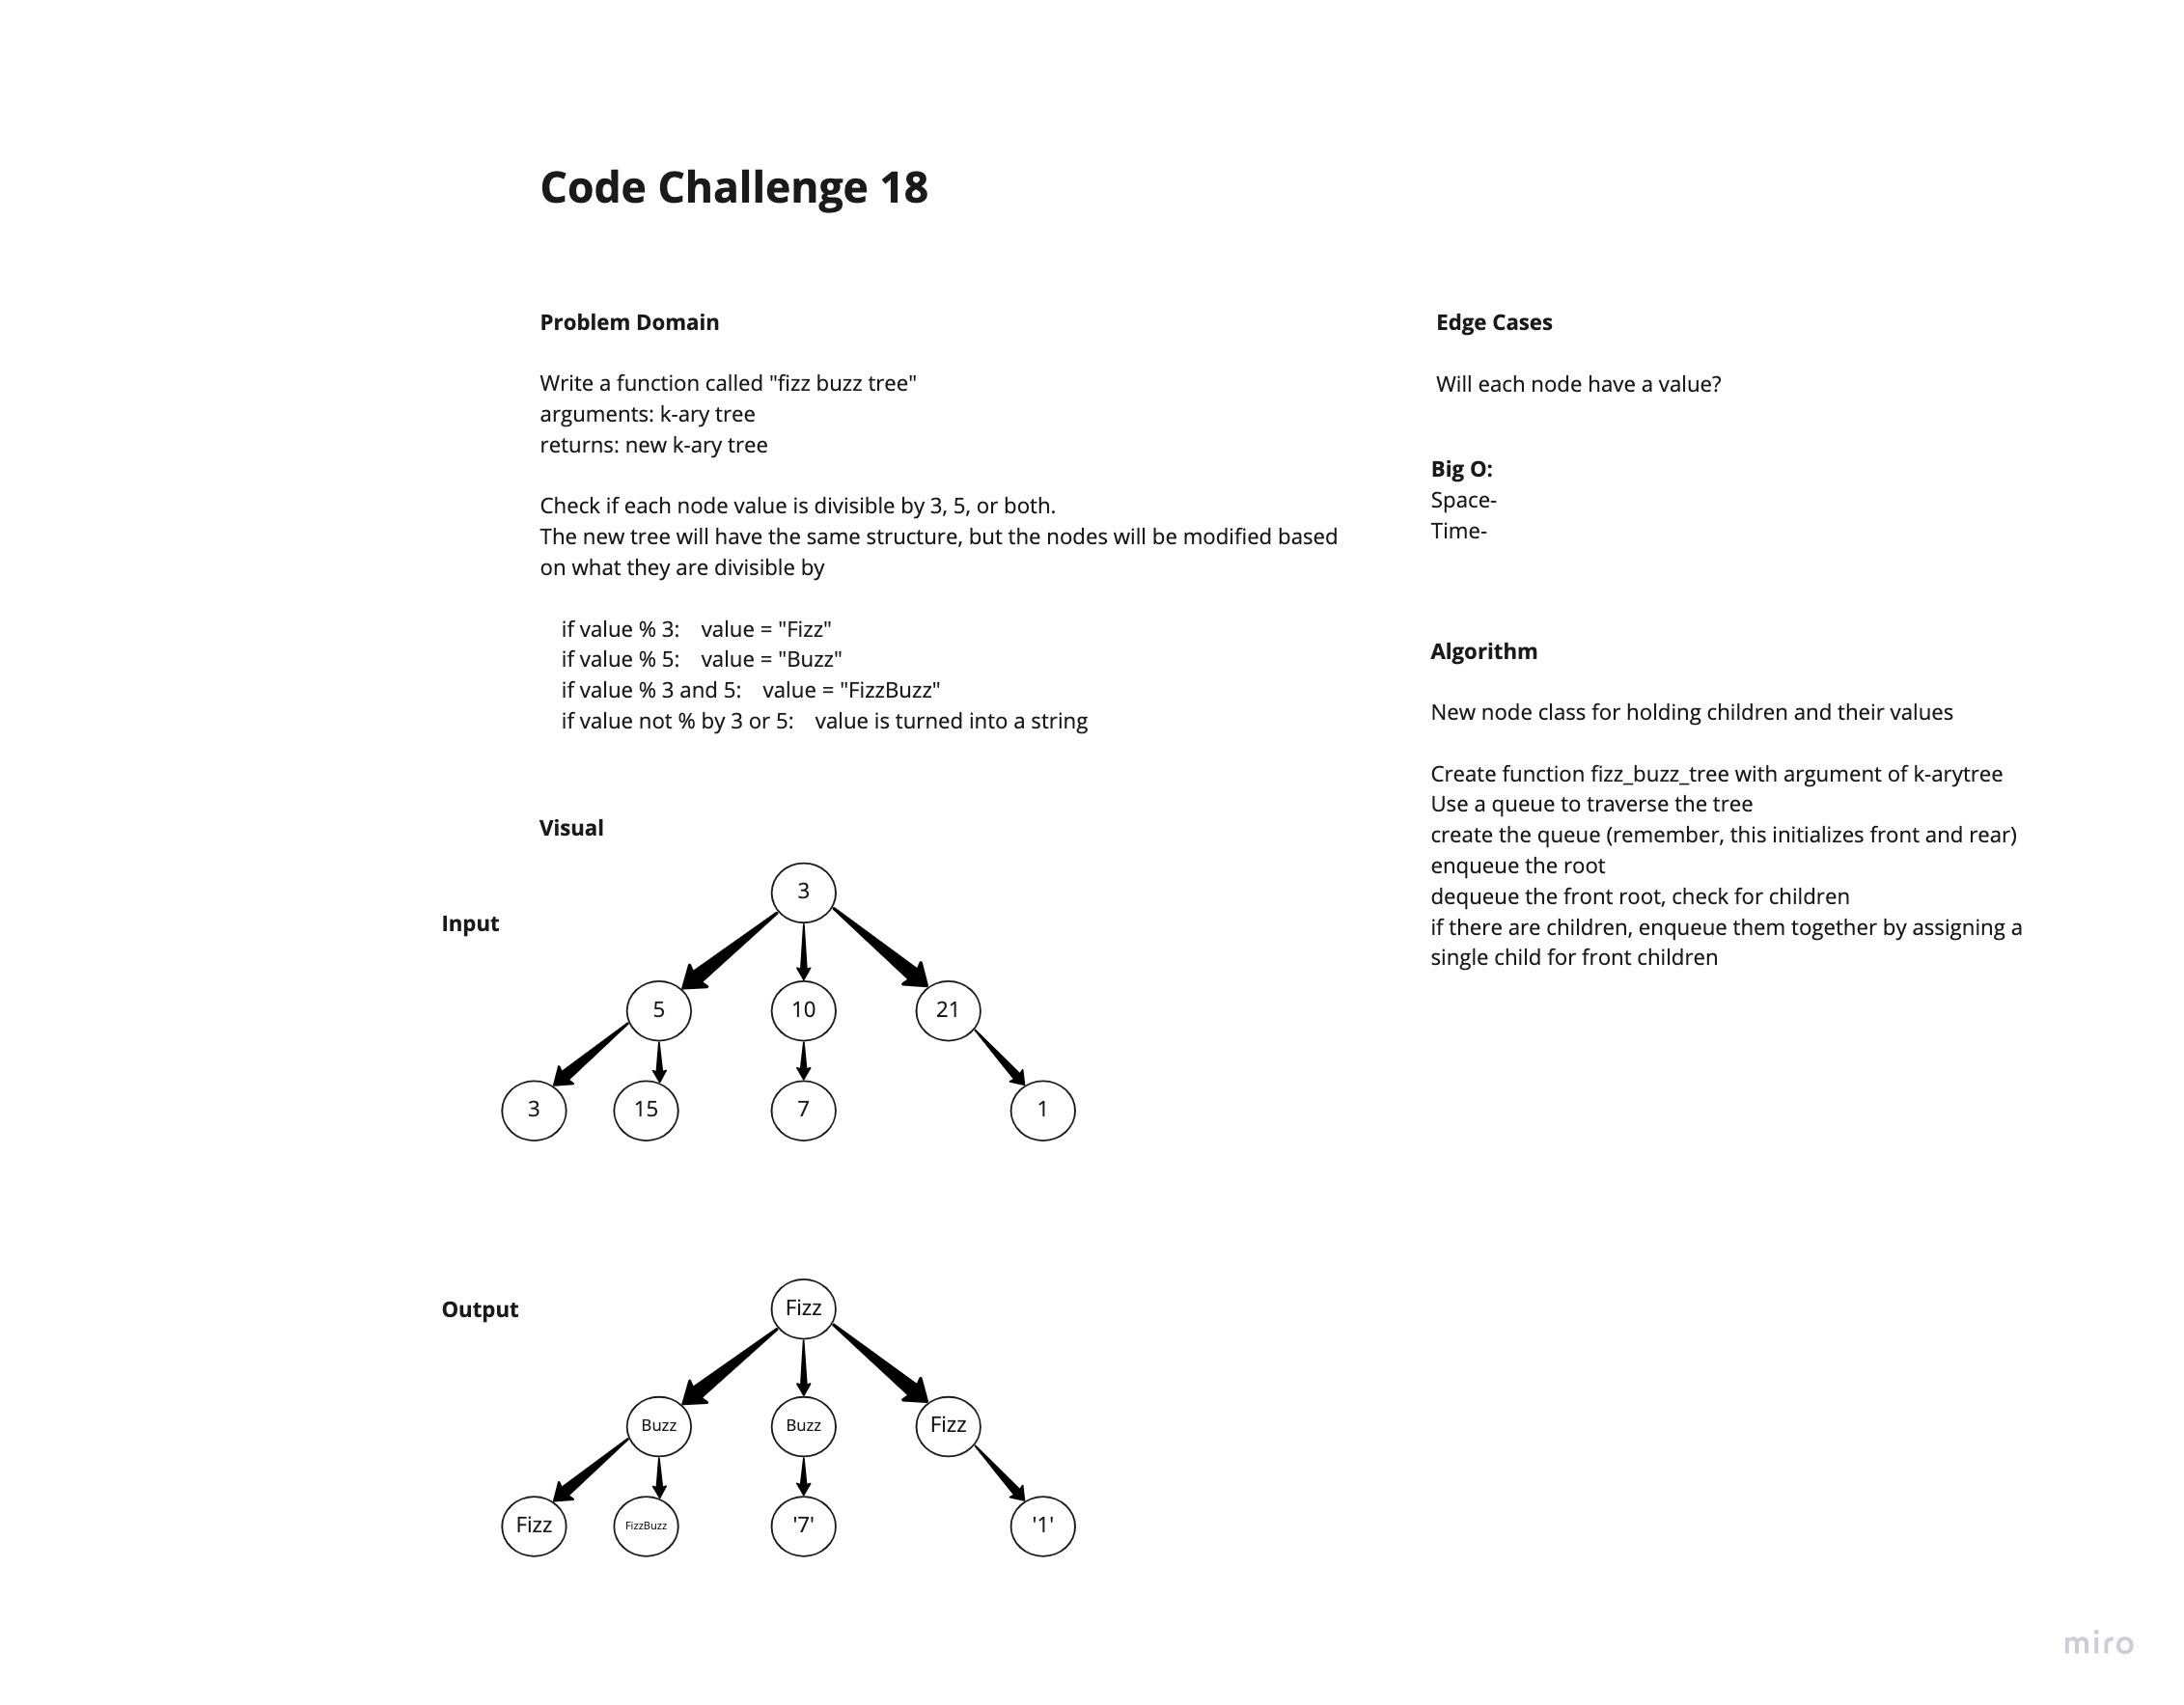 Code Challenge 18
Problem Domain
Write a function called "fizz buzz tree"
arguments: k-ary tree
returns: new k-ary tree
Check if each node value is divisible by 3, 5, or both.
The new tree will have the same structure, but the nodes will be modified based
on what they are divisible by
if value % 3: value = "Fizz"
if value % 5: value = "Buzz"
if value % 3 and 5: value = "FizzBuzz"
if value not % by 3 or 5: value is turned into a string
Edge Cases
Will each node have a value?
Big O:
Space-
Time-
Algorithm
New node class for holding children and their values
Create function fizz_buzz_tree with argument of k-arytree
Use a queue to traverse the tree
create the queue (remember, this initializes front and rear)
enqueue the root
dequeue the front root, check for children
if there are children, enqueue them together by assigning a
single child for front children
Visual
Input
3
5 10 21
3 15 7 1
Output
Fizz
Buzz Buzz Fizz
Fizz FizzBuzz '7' '1'
miro